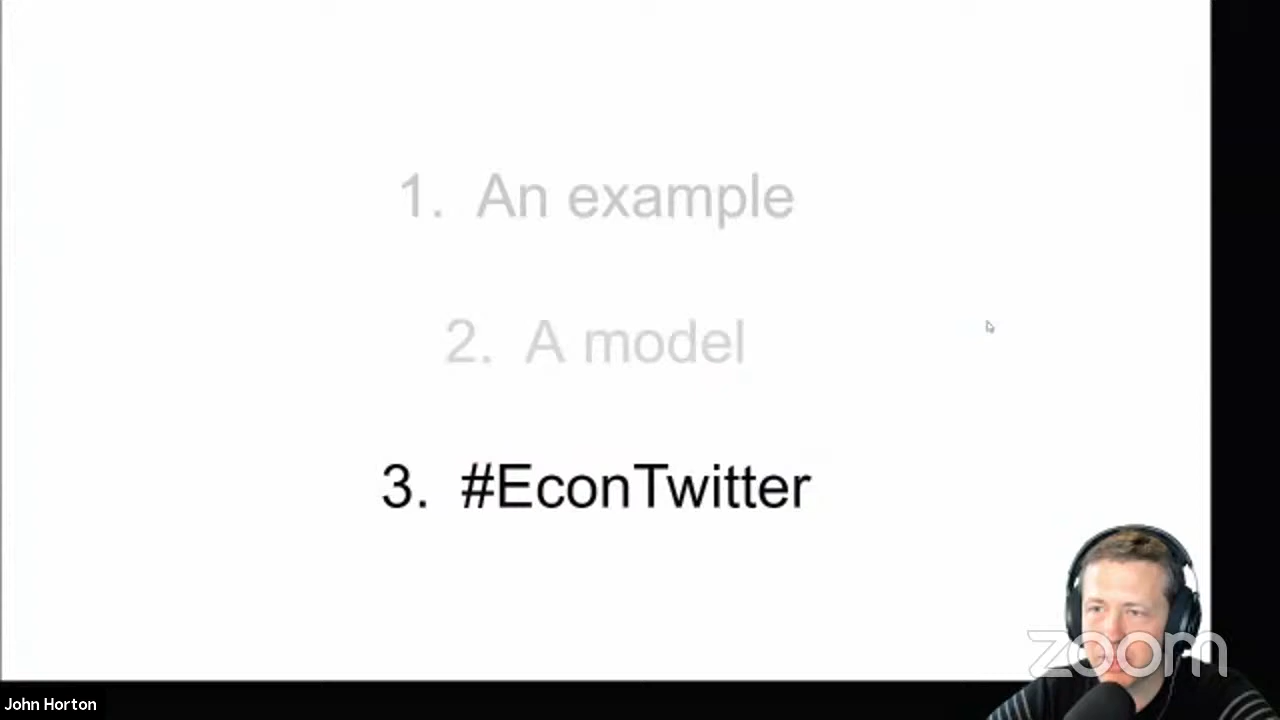 1. An example
2. A model
3. #EconTwitter
zoom
John Horton